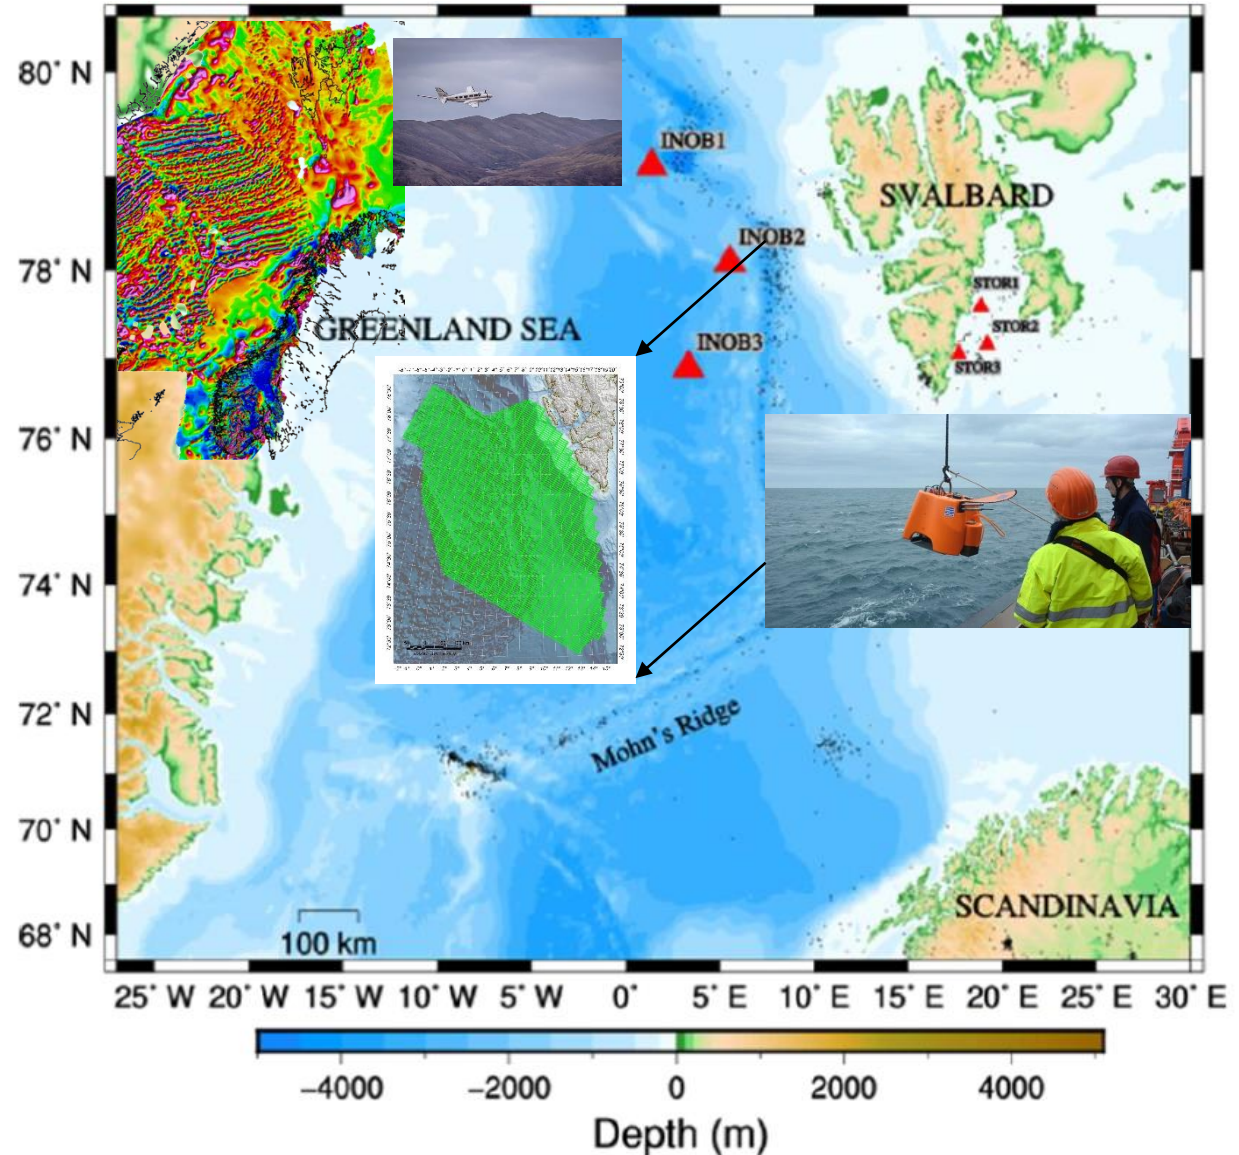 80° N
INOB1
SVALBARD
INOB2
78° N
STOR1
GREENLAND SEA
STOR2
INOB3
STOR3
76° N
74° N
72° N
Mohn's Ridge
70° N
SCANDINAVIA
68° N
100 km
25° W 20° W 15° W 10° W 5° W 0° 5° E 10° E 15° E 20° E 25° E 30° E
−4000 −2000 0 2000 4000
Depth (m)